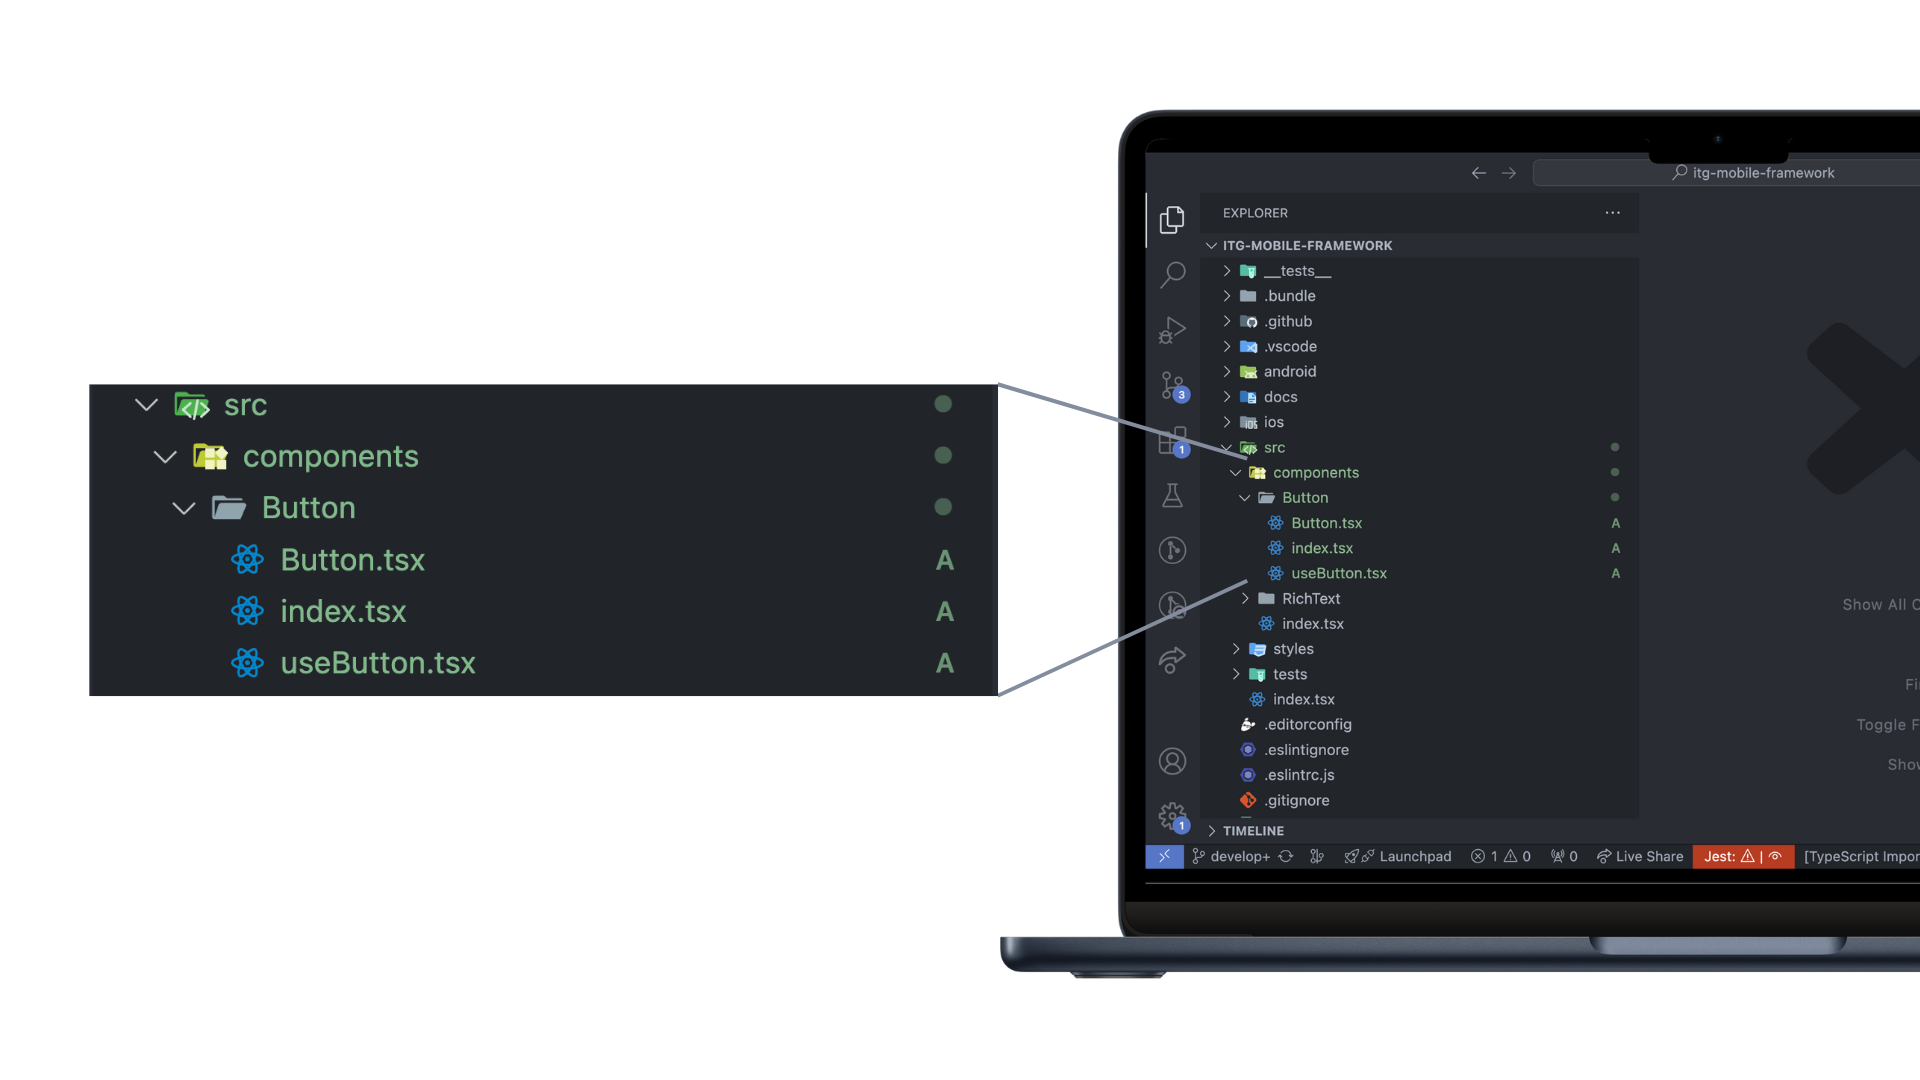 src
components
Button
Button.tsx A
index.tsx A
useButton.tsx A
itg-mobile-framework
EXPLORER
ITG-MOBILE-FRAMEWORK
__tests__
.bundle
.github
.vscode
android
docs
ios
src
components
Button
Button.tsx A
index.tsx A
useButton.tsx A
RichText
index.tsx
styles
tests
index.tsx
.editorconfig
.eslintignore
.eslintrc.js
.gitignore
TIMELINE
3
1
1
Show All
Toggle
develop+ Launchpad 1 0 0 Live Share Jest: | [TypeScript